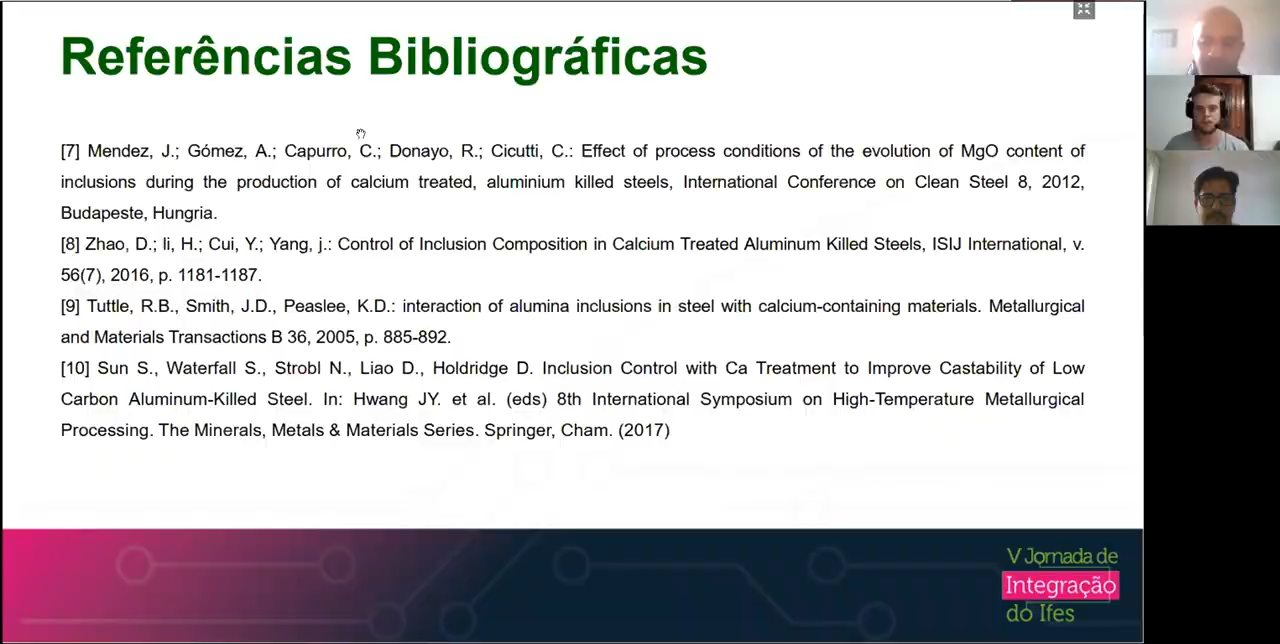 Referências Bibliográficas
[7] Mendez, J.; Gómez, A.; Capurro, C.; Donayo, R.; Cicutti, C.: Effect of process conditions of the evolution of MgO content of
inclusions during the production of calcium treated, aluminium killed steels, International Conference on Clean Steel 8, 2012,
Budapeste, Hungria.
[8] Zhao, D.; li, H.; Cui, Y.; Yang, j.: Control of Inclusion Composition in Calcium Treated Aluminum Killed Steels, ISIJ International, v.
56(7), 2016, p. 1181-1187.
[9] Tuttle, R.B., Smith, J.D., Peaslee, K.D.: interaction of alumina inclusions in steel with calcium-containing materials. Metallurgical
and Materials Transactions B 36, 2005, p. 885-892.
[10] Sun S., Waterfall S., Strobl N., Liao D., Holdridge D. Inclusion Control with Ca Treatment to Improve Castability of Low
Carbon Aluminum-Killed Steel. In: Hwang JY. et al. (eds) 8th International Symposium on High-Temperature Metallurgical
Processing. The Minerals, Metals & Materials Series. Springer, Cham. (2017)
V Jornada de
Integração
do Ifes